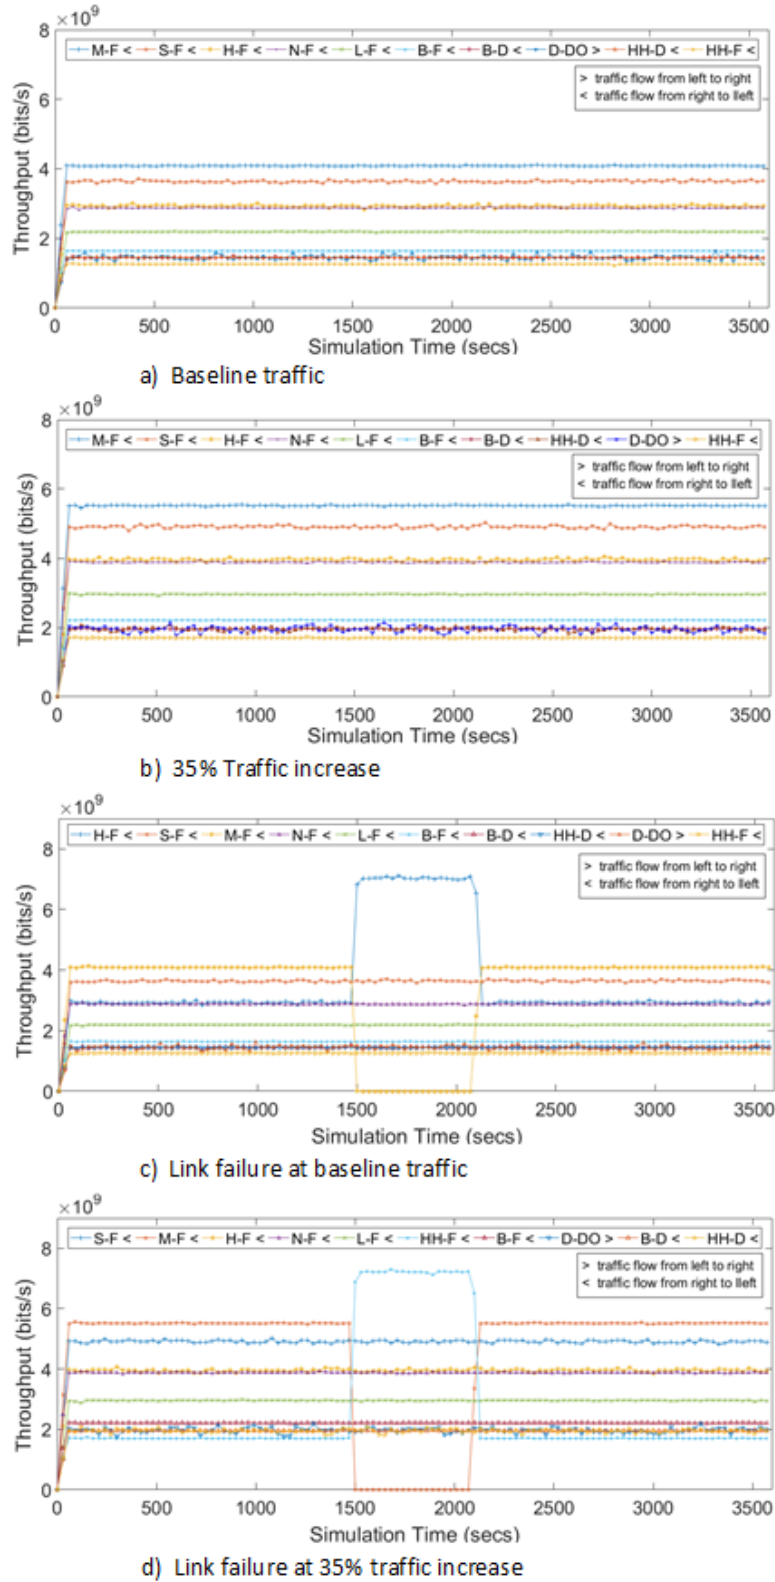 ×10⁹
8
M-F < S-F < H-F < N-F < L-F < B-F < B-D < D-DO > HH-D < HH-F <
> traffic flow from left to right
< traffic flow from right to lleft
6
4
2
0
Throughput (bits/s)
0 500 1000 1500 2000 2500 3000 3500
Simulation Time (secs)
a) Baseline traffic
×10⁹
8
M-F < S-F < H-F < N-F < L-F < B-F < B-D < HH-D < D-DO > HH-F <
> traffic flow from left to right
< traffic flow from right to lleft
6
4
2
0
Throughput (bits/s)
0 500 1000 1500 2000 2500 3000 3500
Simulation Time (secs)
b) 35% Traffic increase
×10⁹
H-F < S-F < M-F < N-F < L-F < B-F < B-D < HH-D < D-DO > HH-F <
8
> traffic flow from left to right
< traffic flow from right to lleft
6
4
2
0
Throughput (bits/s)
0 500 1000 1500 2000 2500 3000 3500
Simulation Time (secs)
c) Link failure at baseline traffic
×10⁹
S-F < M-F < H-F < N-F < L-F < HH-F < B-F < D-DO > B-D < HH-D <
8
> traffic flow from left to right
< traffic flow from right to lleft
6
4
2
0
Throughput (bits/s)
0 500 1000 1500 2000 2500 3000 3500
Simulation Time (secs)
d) Link failure at 35% traffic increase